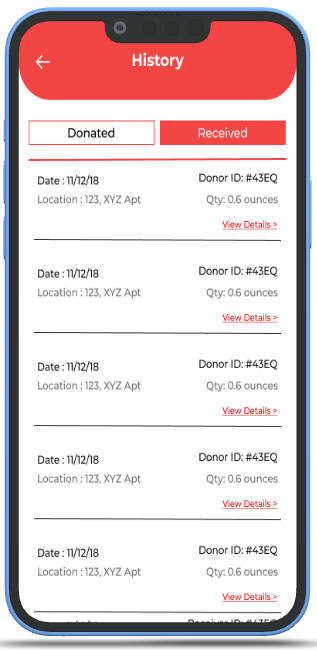 History
Donated Received
Date : 11/12/18 Donor ID: #43EQ
Location : 123, XYZ Apt Qty: 0.6 ounces
View Details >
Date : 11/12/18 Donor ID: #43EQ
Location : 123, XYZ Apt Qty: 0.6 ounces
View Details >
Date : 11/12/18 Donor ID: #43EQ
Location : 123, XYZ Apt Qty: 0.6 ounces
View Details >
Date : 11/12/18 Donor ID: #43EQ
Location : 123, XYZ Apt Qty: 0.6 ounces
View Details >
Date : 11/12/18 Donor ID: #43EQ
Location : 123, XYZ Apt Qty: 0.6 ounces
View Details >